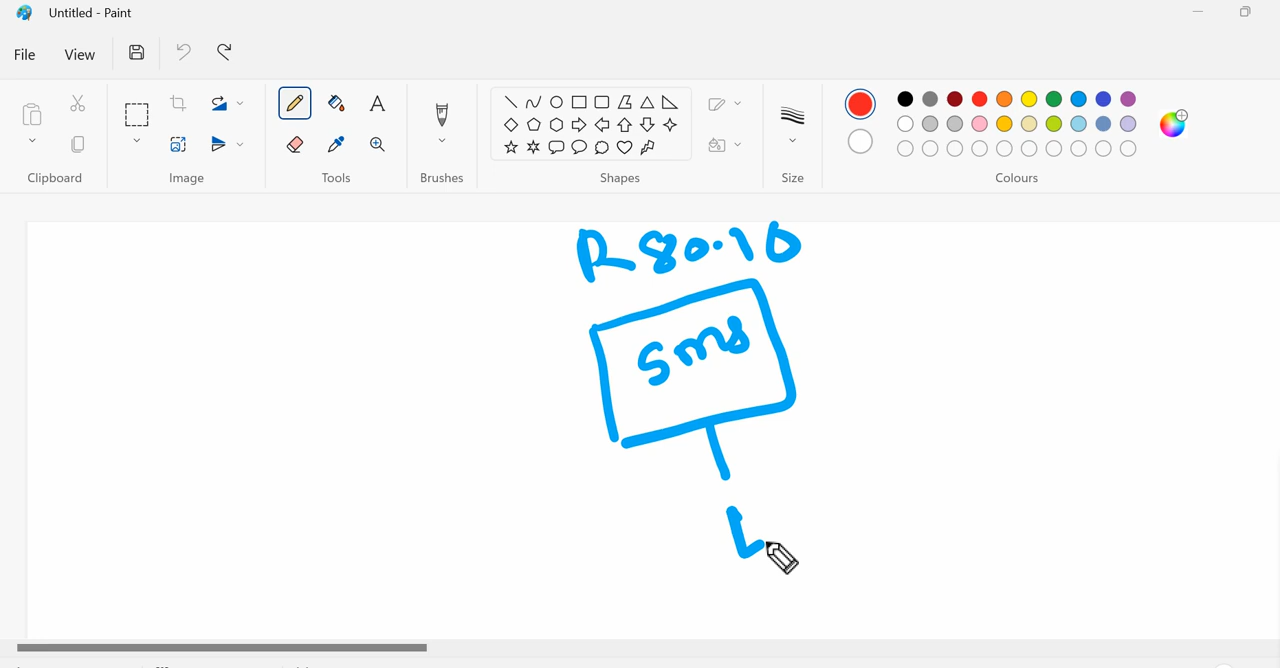 Untitled - Paint
File View
Clipboard Image Tools Brushes Shapes Size Colours
R80.10
sms
L